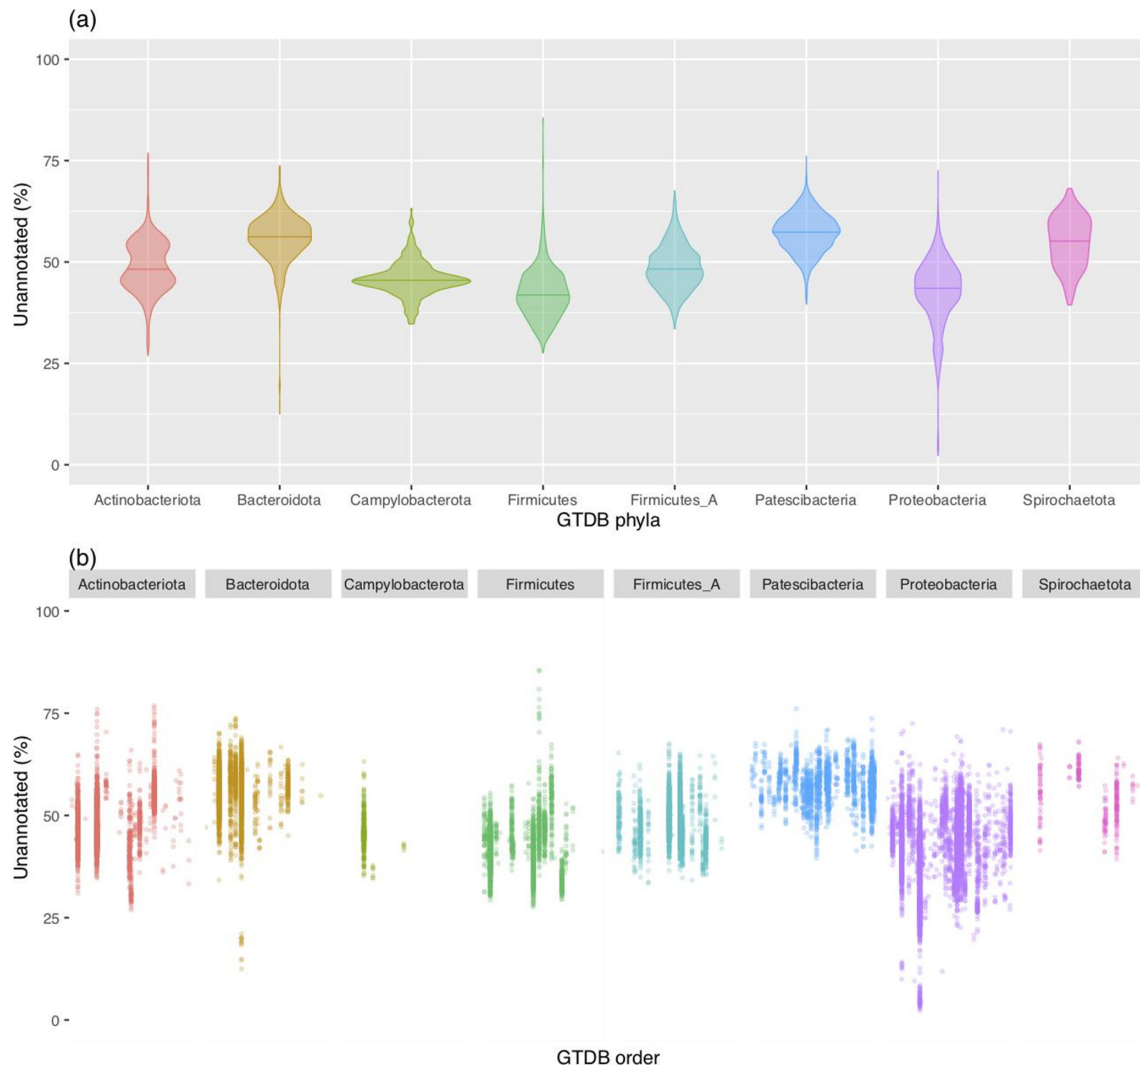 (a)
100
75
50
25
0
Unannotated (%)
Actinobacteriota Bacteroidota Campylobacterota Firmicutes Firmicutes_A Patescibacteria Proteobacteria Spirochaetota
GTDB phyla
(b)
Actinobacteriota Bacteroidota Campylobacterota Firmicutes Firmicutes_A Patescibacteria Proteobacteria Spirochaetota
100
75
50
25
0
Unannotated (%)
GTDB order